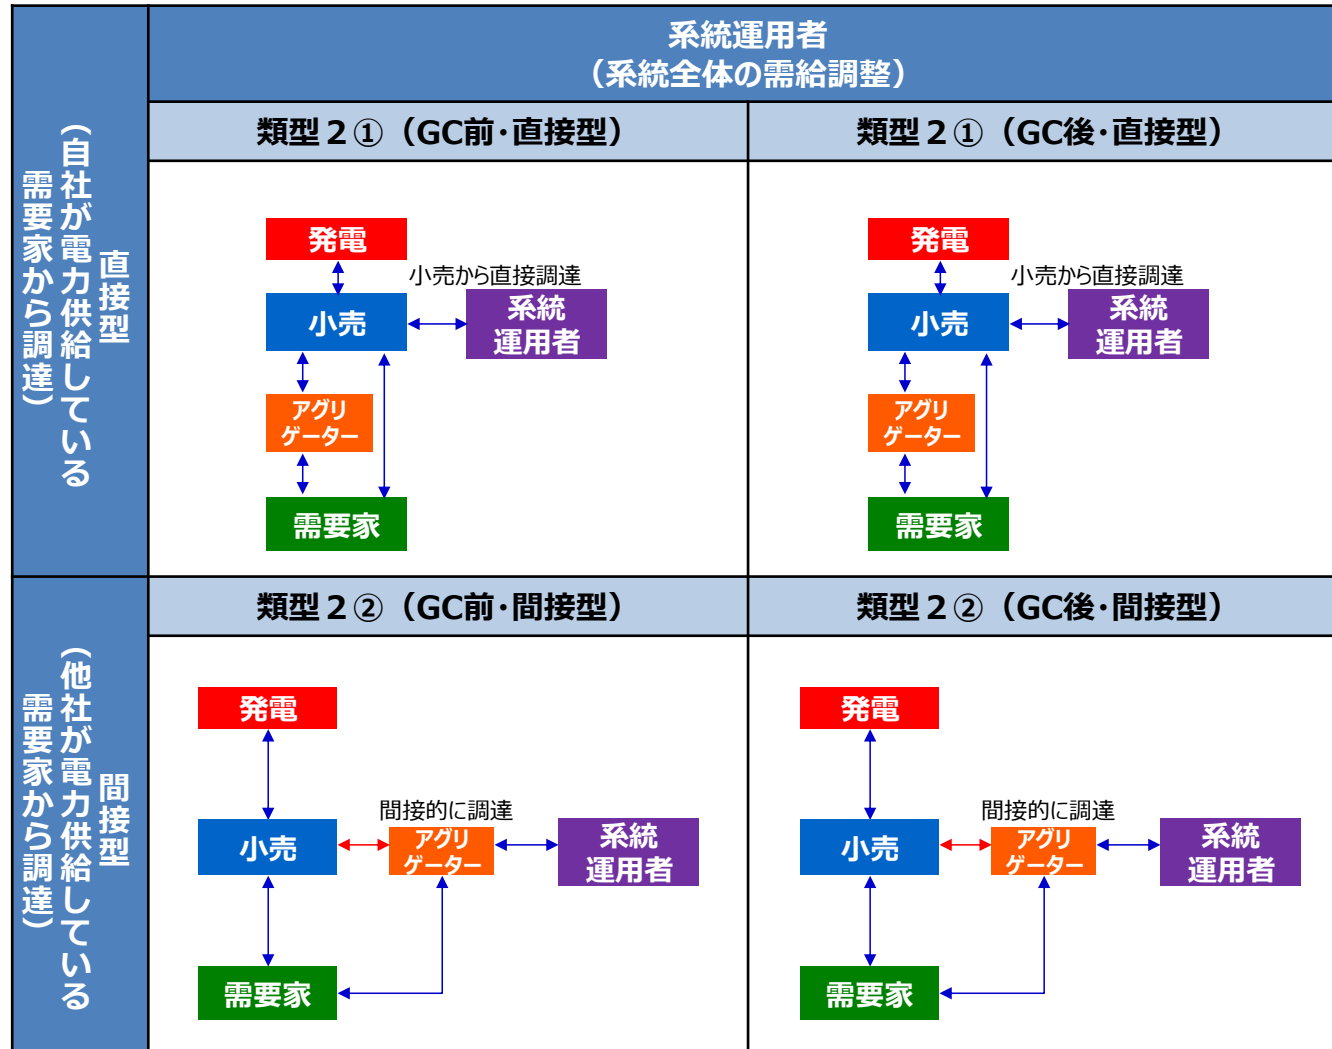 系統運用者
（系統全体の需給調整）
直接型
（自社が電力供給している
需要家から調達）
類型２①（GC前・直接型）
類型２①（GC後・直接型）
発電
小売から直接調達
小売
系統
運用者
アグリ
ゲーター
需要家
発電
小売から直接調達
小売
系統
運用者
アグリ
ゲーター
需要家
間接型
（他社が電力供給している
需要家から調達）
類型２②（GC前・間接型）
類型２②（GC後・間接型）
発電
間接的に調達
小売
アグリ
ゲーター
系統
運用者
需要家
発電
間接的に調達
小売
アグリ
ゲーター
系統
運用者
需要家